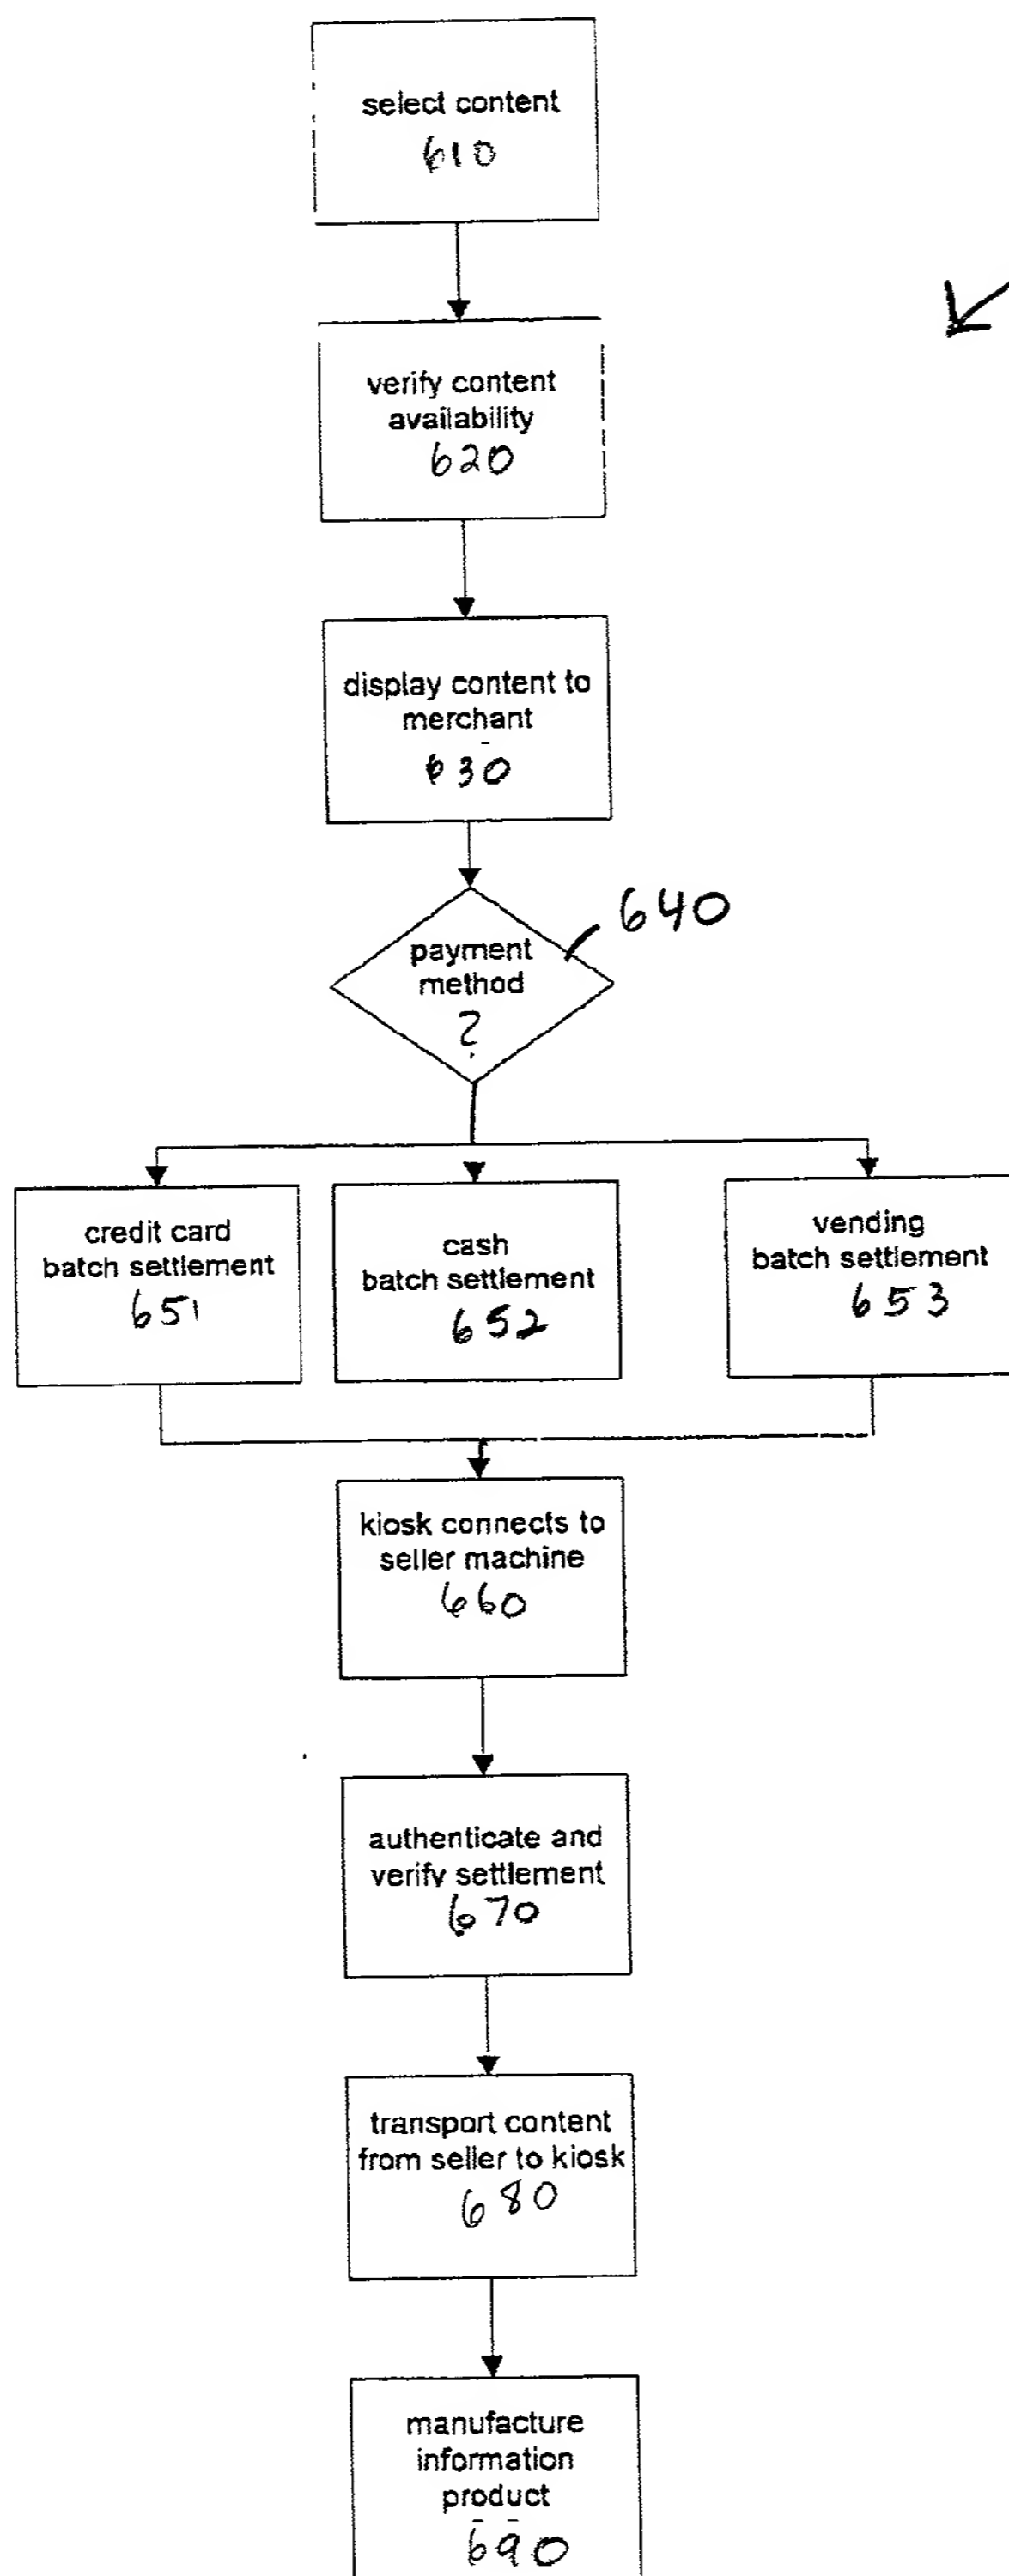 select content
610
verify content
availability
620
display content to
merchant
630
640
payment
method
?
credit card
batch settlement
651
cash
batch settlement
652
vending
batch settlement
653
kiosk connects to
seller machine
660
authenticate and
verify settlement
670
transport content
from seller to kiosk
680
manufacture
information
product
690